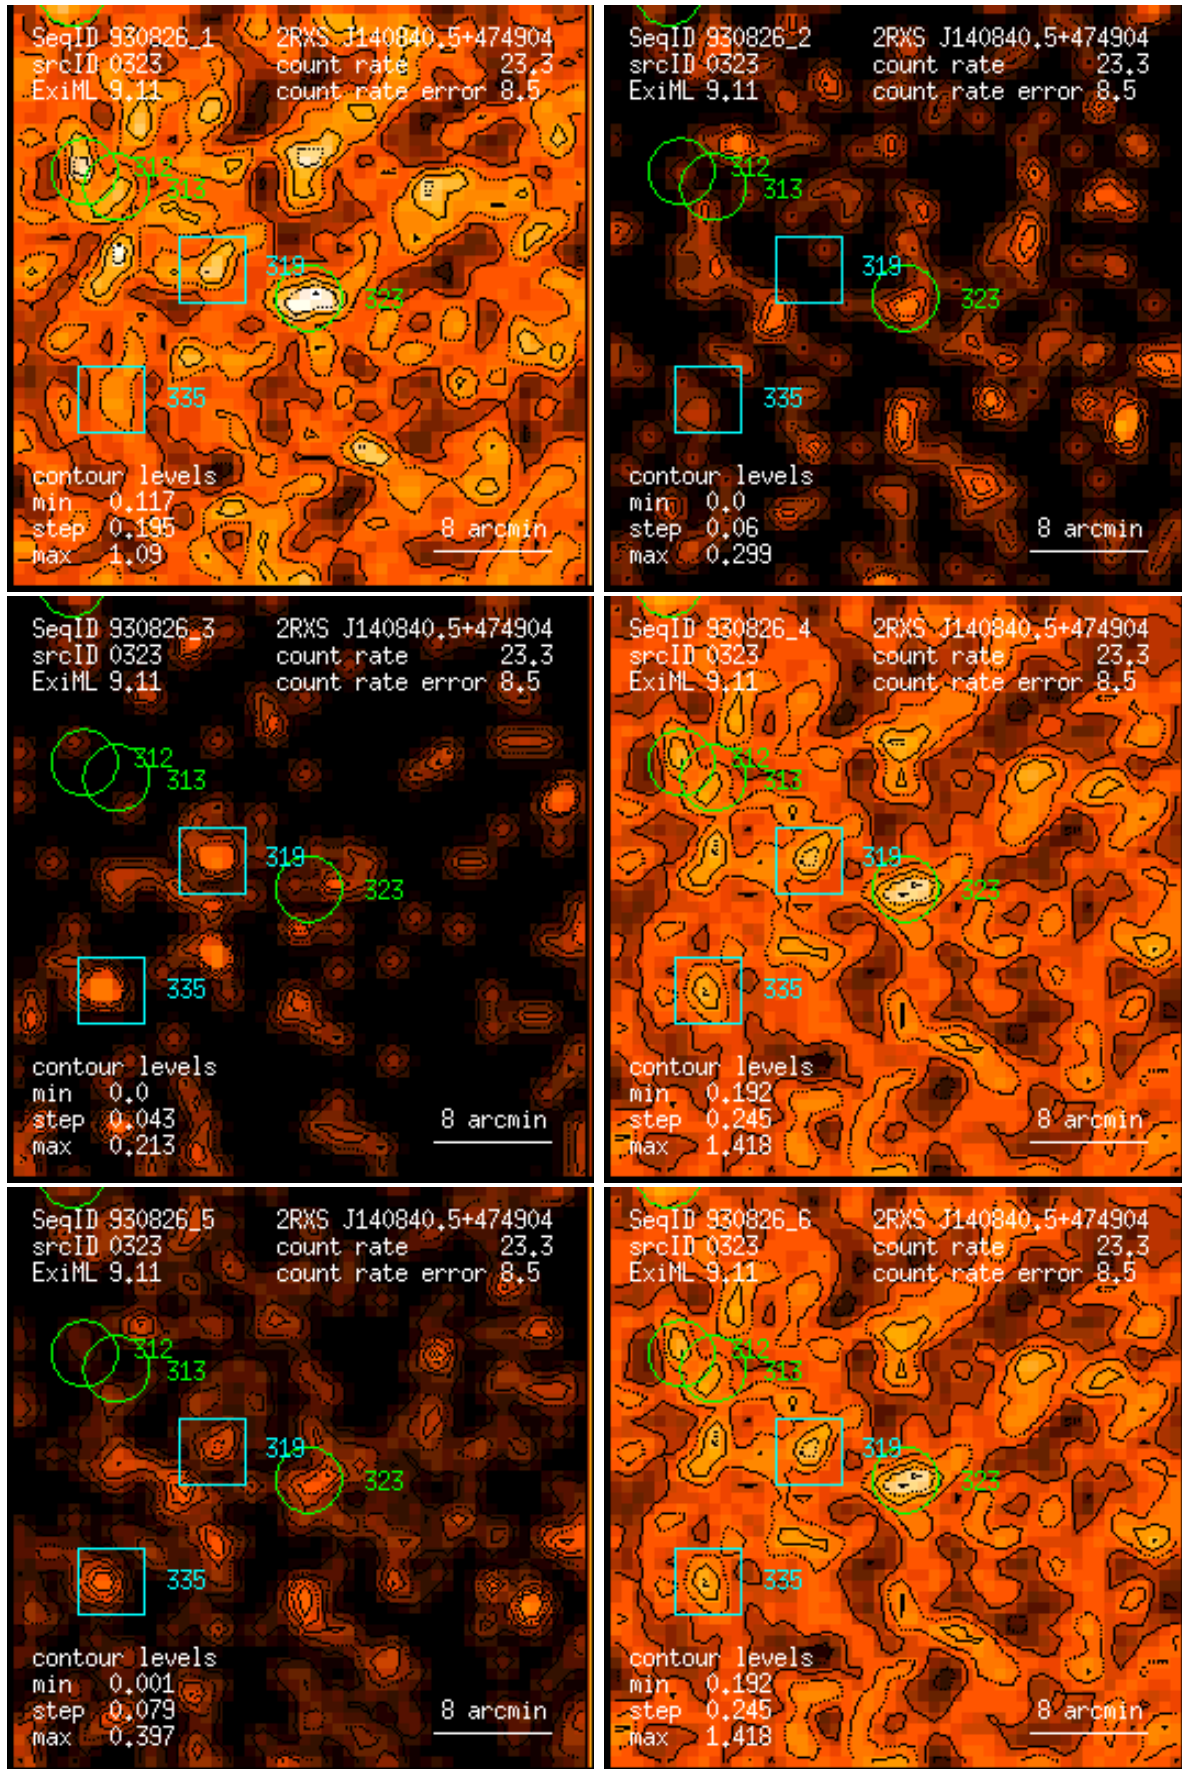 SeqID 930826_1 2RXS J140840.5+474904
srcID 0323 count rate 23.3
ExiML 9.11 count rate error 8.5
312
313
319
323
335
contour levels
min 0.117
step 0.195 8 arcmin
max 1.09
SeqID 930826_2 2RXS J140840.5+474904
srcID 0323 count rate 23.3
ExiML 9.11 count rate error 8.5
312
313
319
323
335
contour levels
min 0.0
step 0.06 8 arcmin
max 0.299
SeqID 930826_3 2RXS J140840.5+474904
srcID 0323 count rate 23.3
ExiML 9.11 count rate error 8.5
312
313
319
323
335
contour levels
min 0.0
step 0.043 8 arcmin
max 0.213
SeqID 930826_4 2RXS J140840.5+474904
srcID 0323 count rate 23.3
ExiML 9.11 count rate error 8.5
312
313
319
323
335
contour levels
min 0.192
step 0.245 8 arcmin
max 1.418
SeqID 930826_5 2RXS J140840.5+474904
srcID 0323 count rate 23.3
ExiML 9.11 count rate error 8.5
312
313
319
323
335
contour levels
min 0.001
step 0.079 8 arcmin
max 0.397
SeqID 930826_6 2RXS J140840.5+474904
srcID 0323 count rate 23.3
ExiML 9.11 count rate error 8.5
312
313
319
323
335
contour levels
min 0.192
step 0.245 8 arcmin
max 1.418